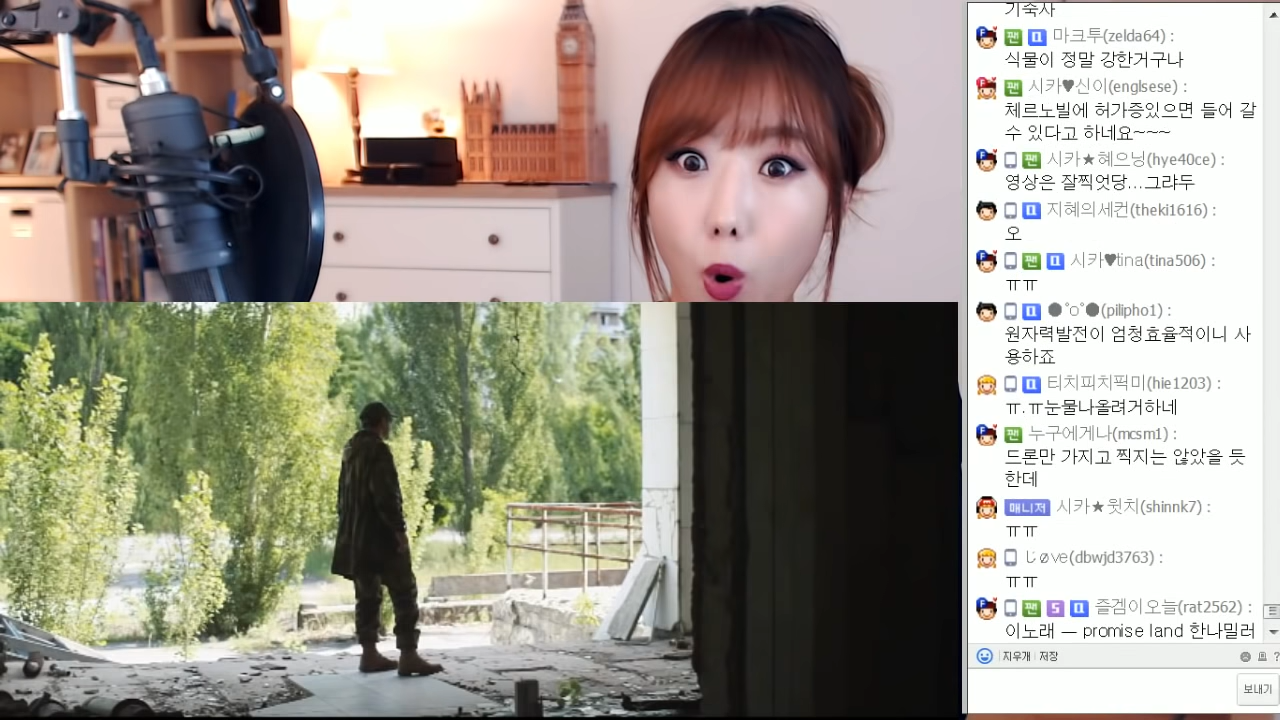 기숙사
팬 마크투(zelda64) :
식물이 정말 강한거구나
팬 시카♥신이(englsese) :
체르노빌에 허가증있으면 들어 갈
수 있다고 하네요~~~
팬 시카★혜으닝(hye40ce) :
영상은 잘찍엇당...그랴두
지혜의세컨(theki1616) :
오
팬 시카♥tina(tina506) :
ㅠㅠ
●˚o˚●(pilipho1) :
원자력발전이 엄청효율적이니 사
용하죠
티치피치픽미(hie1203) :
ㅠ.ㅠ눈물나올려거하네
팬 누구에게나(mcsm1) :
드론만 가지고 찍지는 않았을 듯
한데
매니저 시카★윗치(shinnk7) :
ㅠㅠ
じøve(dbwjd3763) :
ㅠㅠ
팬 S 즐겜이오늘(rat2562) :
이노래 — promise land 한나밀러
지우개 저장
?
보내기